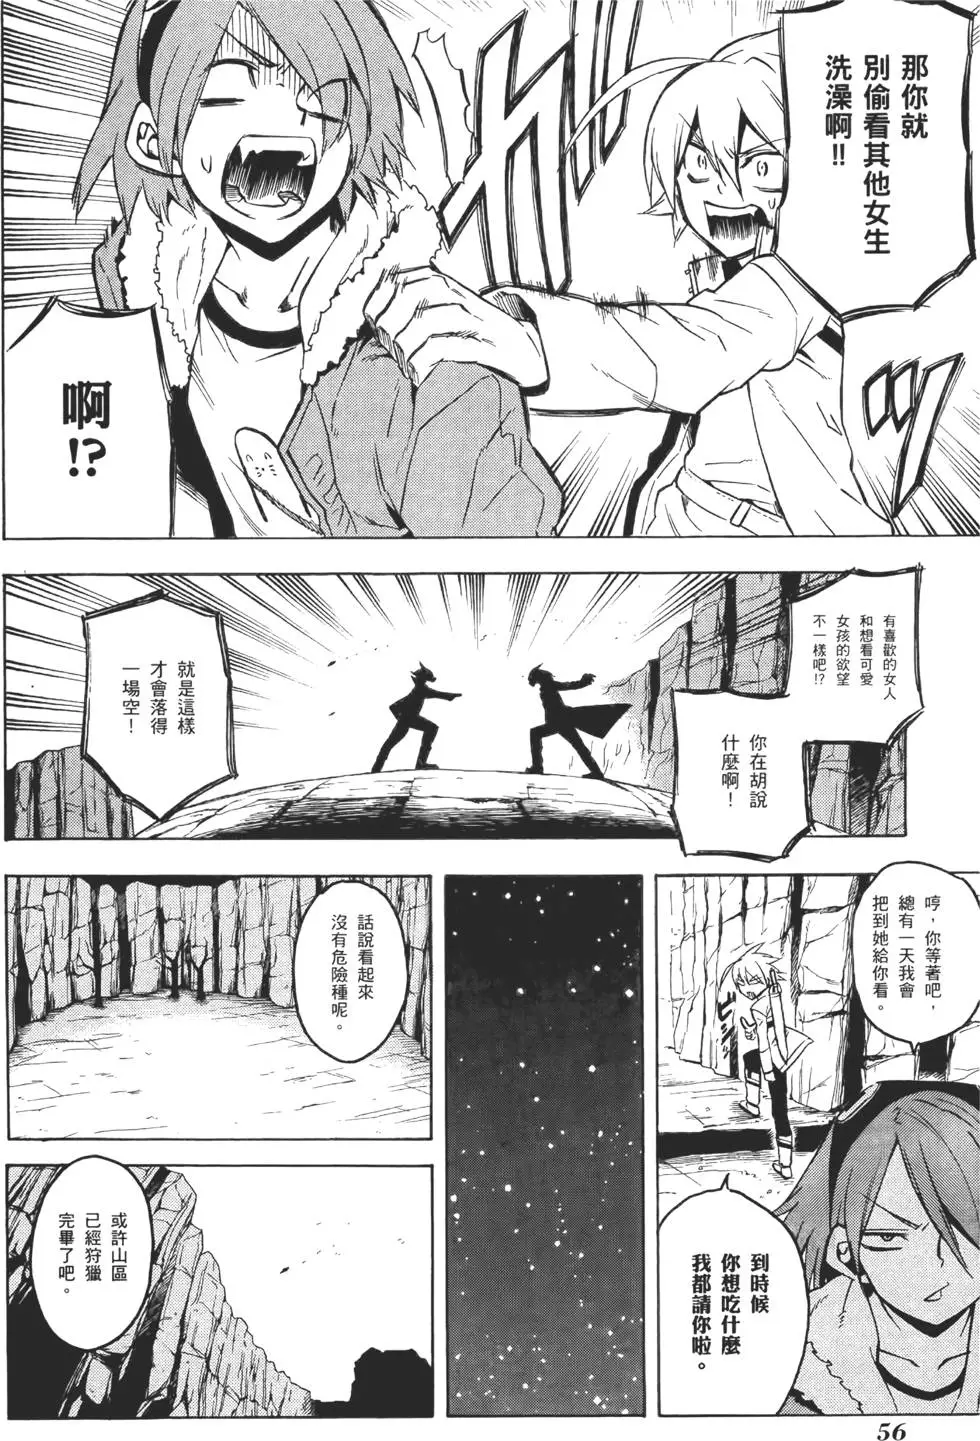 那你就
別偷看其他女生
洗澡啊!!
啊!?
有喜歡的女人
和想看可愛
女孩的欲望
不一樣吧!?
你在胡說
什麼啊!
就是這樣
才會落得
一場空!
哼,你等著吧,
總有一天我會
把到她給你看。
到時候
你想吃什麼
我都請你啦。
話說看起來
沒有危險種呢。
或許山區
已經狩獵
完畢了吧。
56